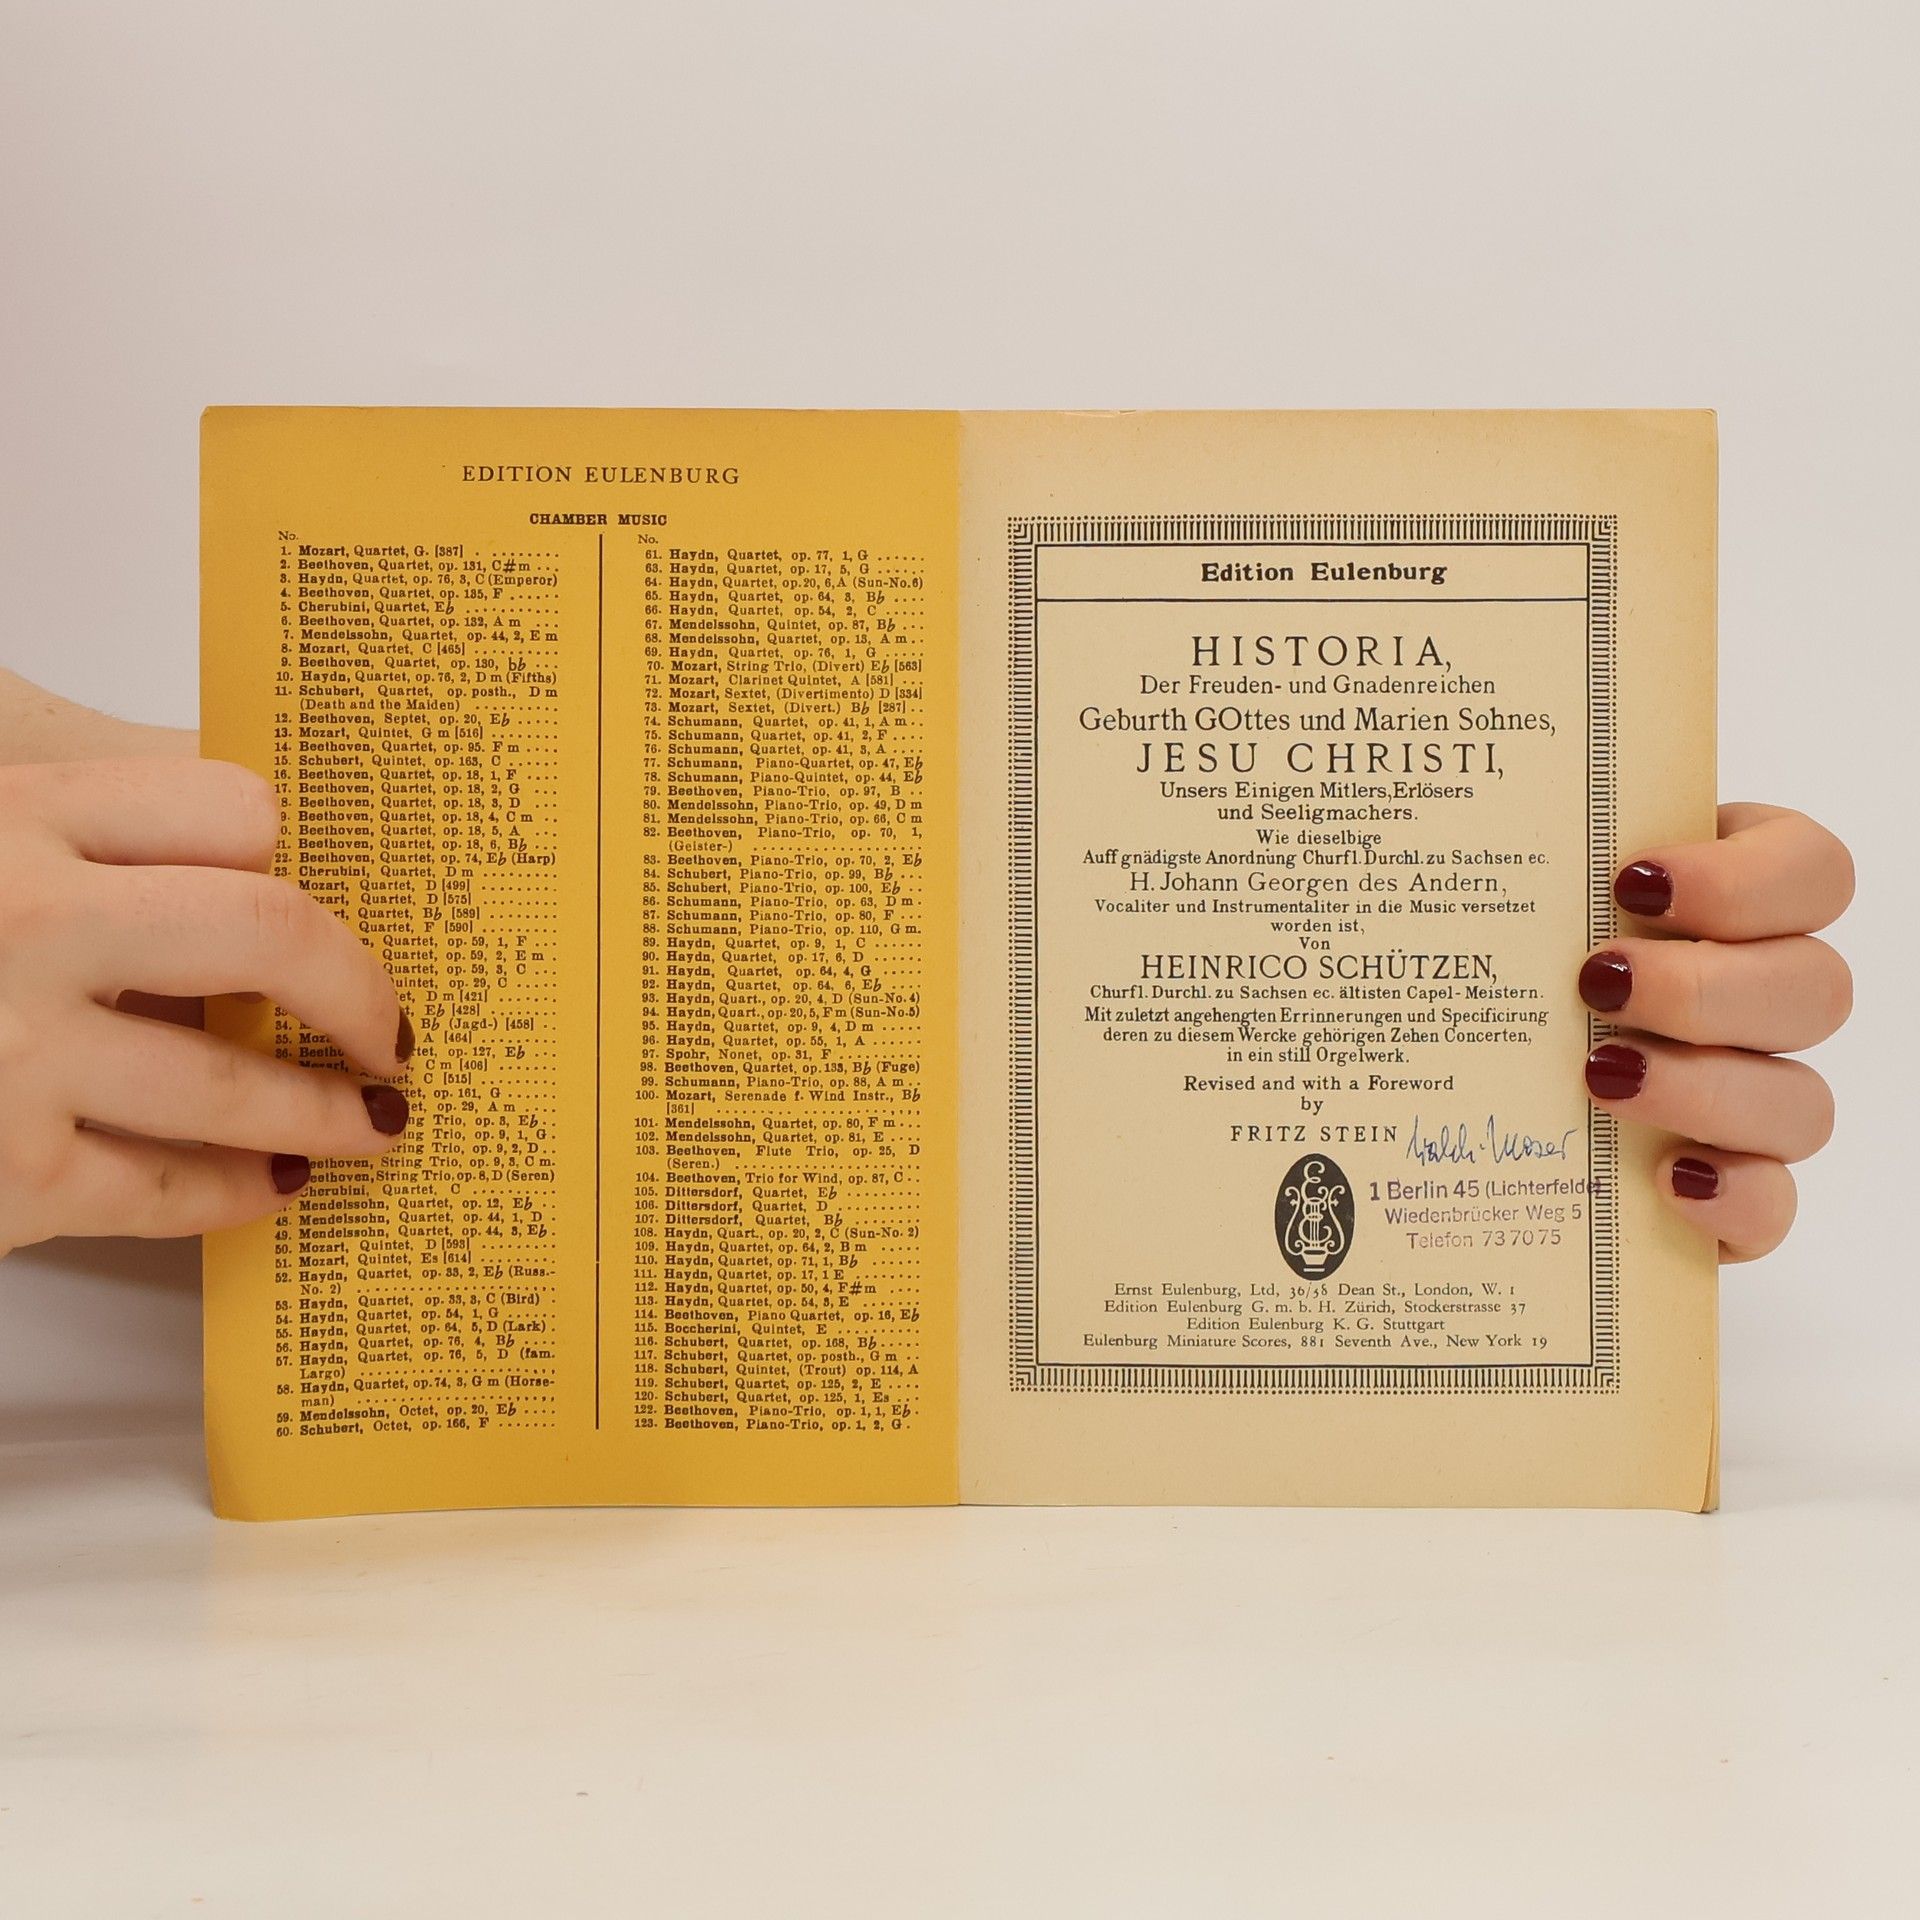 EDITION EULENBURG
CHAMBER MUSIC
No.
1. Mozart, Quartet, G. [387] . ........
2. Beethoven, Quartet, op. 131, C#m ...
3. Haydn, Quartet, op. 76, 3, C (Emperor)
4. Beethoven, Quartet, op. 135, F ......
5. Cherubini, Quartet, E♭ ...........
6. Beethoven, Quartet, op. 132, A m ...
7. Mendelssohn, Quartet, op. 44, 2, E m
8. Mozart, Quartet, C [465] ..........
9. Beethoven, Quartet, op. 130, b♭ ...
10. Haydn, Quartet, op. 76, 2, D m (Fifths)
11. Schubert, Quartet, op. posth., D m
(Death and the Maiden) ..........
12. Beethoven, Septet, op. 20, E♭ .....
13. Mozart, Quintet, G m [516] ........
14. Beethoven, Quartet, op. 95. F m ....
15. Schubert, Quintet, op. 163, C ......
16. Beethoven, Quartet, op. 18, 1, F ....
17. Beethoven, Quartet, op. 18, 2, G ...
8. Beethoven, Quartet, op. 18, 3, D ...
9. Beethoven, Quartet, op. 18, 4, C m ..
0. Beethoven, Quartet, op. 18, 5, A ...
1. Beethoven, Quartet, op. 18, 6, B♭ ...
22. Beethoven, Quartet, op. 74, E♭ (Harp)
23. Cherubini, Quartet, D m ..........
Mozart, Quartet, D [499] ..........
Quartet, D [575] ..........
Quartet, B♭ [589] .........
Quartet, F [590] .........
Quartet, op. 59, 1, F ...
Quartet, op. 59, 2, E m .
Quartet, op. 59, 3, C ...
op. 29, C .....
D m [421] .......
E♭ [428] ........
34. B♭ (Jagd-) [458] ..
35. A [464] ..........
36. op. 127, E♭ ...
C m [406] ........
C [515] ..........
op. 161, G ......
op. 29, A m ....
Trio, op. 3, E♭ ..
Trio, op. 9, 1, G .
Trio, op. 9, 2, D ..
Beethoven, String Trio, op. 9, 3, C m.
Beethoven, String Trio, op. 8, D (Seren)
Cherubini, Quartet, C ............
Mendelssohn, Quartet, op. 12, E♭ ..
48. Mendelssohn, Quartet, op. 44, 1, D .
49. Mendelssohn, Quartet, op. 44, 3, E♭.
50. Mozart, Quintet, D [593] ..........
51. Mozart, Quintet, Es [614] .........
52. Haydn, Quartet, op. 33, 2, E♭ (Russ.-
No. 2) ......................
53. Haydn, Quartet, op. 33, 3, C (Bird) .
54. Haydn, Quartet, op. 54, 1, G ......
55. Haydn, Quartet, op. 64, 5, D (Lark) .
56. Haydn, Quartet, op. 76, 4, B♭ ....
57. Haydn, Quartet, op. 76, 5, D (fam.
Largo) ......................
58. Haydn, Quartet, op. 74, 3, G m (Horse-
man) ......................
59. Mendelssohn, Octet, op. 20, E♭ ....
60. Schubert, Octet, op. 166, F .......
No.
61. Haydn, Quartet, op. 77, 1, G ......
63. Haydn, Quartet, op. 17, 5, G ......
64. Haydn, Quartet, op. 20, 6, A (Sun-No. 6)
65. Haydn, Quartet, op. 64, 3, B♭ ....
66. Haydn, Quartet, op. 54, 2, C .....
67. Mendelssohn, Quintet, op. 87, B♭ ...
68. Mendelssohn, Quartet, op. 13, A m ..
69. Haydn, Quartet, op. 76, 1, G .....
70. Mozart, String Trio, (Divert) E♭ [563]
71. Mozart, Clarinet Quintet, A [581] ...
72. Mozart, Sextet, (Divertimento) D [334]
73. Mozart, Sextet, (Divert.) B♭ [287] ..
74. Schumann, Quartet, op. 41, 1, A m ..
75. Schumann, Quartet, op. 41, 2, F ....
76. Schumann, Quartet, op. 41, 3, A ....
77. Schumann, Piano-Quartet, op. 47, E♭
78. Schumann, Piano-Quintet, op. 44, E♭
79. Beethoven, Piano-Trio, op. 97, B ..
80. Mendelssohn, Piano-Trio, op. 49, D m
81. Mendelssohn, Piano-Trio, op. 66, C m
82. Beethoven, Piano-Trio, op. 70, 1,
(Geister-) ....................
83. Beethoven, Piano-Trio, op. 70, 2, E♭
84. Schubert, Piano-Trio, op. 99, B♭ ...
85. Schubert, Piano-Trio, op. 100, E♭ ..
86. Schumann, Piano-Trio, op. 63, D m .
87. Schumann, Piano-Trio, op. 80, F ...
88. Schumann, Piano-Trio, op. 110, G m.
89. Haydn, Quartet, op. 9, 1, C ......
90. Haydn, Quartet, op. 17, 6, D .....
91. Haydn, Quartet, op. 64, 4, G .....
92. Haydn, Quartet, op. 64, 6, E♭ ....
93. Haydn, Quart., op. 20, 4, D (Sun-No. 4)
94. Haydn, Quart., op. 20, 5, F m (Sun-No. 5)
95. Haydn, Quartet, op. 9, 4, D m .....
96. Haydn, Quartet, op. 55, 1, A .....
97. Spohr, Nonet, op. 31, F ..........
98. Beethoven, Quartet, op. 133, B♭ (Fuge)
99. Schumann, Piano-Trio, op. 88, A m ..
100. Mozart, Serenade f. Wind Instr., B♭
[361] ......................
101. Mendelssohn, Quartet, op. 80, F m ...
102. Mendelssohn, Quartet, op. 81, E ....
103. Beethoven, Flute Trio, op. 25, D
(Seren.) ......................
104. Beethoven, Trio for Wind, op. 87, C ..
105. Dittersdorf, Quartet, E♭ ..........
106. Dittersdorf, Quartet, D ...........
107. Dittersdorf, Quartet, B♭ ..........
108. Haydn, Quart., op. 20, 2, C (Sun-No. 2)
109. Haydn, Quartet, op. 64, 2, B m .....
110. Haydn, Quartet, op. 71, 1, B♭ .....
111. Haydn, Quartet, op. 17, 1 E .......
112. Haydn, Quartet, op. 50, 4, F#m ....
113. Haydn, Quartet, op. 54, 3, E ......
114. Beethoven, Piano Quartet, op. 16, E♭
115. Boccherini, Quintet, E ...........
116. Schubert, Quartet, op. 168, B♭ .....
117. Schubert, Quartet, op. posth., G m ..
118. Schubert, Quintet, (Trout) op. 114, A
119. Schubert, Quartet, op. 125, 2, E ....
120. Schubert, Quartet, op. 125, 1, Es ...
122. Beethoven, Piano-Trio, op. 1, 1, E♭.
123. Beethoven, Piano-Trio, op. 1, 2, G .
Edition Eulenburg
HISTORIA,
Der Freuden- und Gnadenreichen
Geburth GOttes und Marien Sohnes,
JESU CHRISTI,
Unsers Einigen Mitlers, Erlösers
und Seeligmachers.
Wie dieselbige
Auff gnädigste Anordnung Churfl. Durchl. zu Sachsen ec.
H. Johann Georgen des Andern,
Vocaliter und Instrumentaliter in die Music versetzet
worden ist,
Von
HEINRICO SCHÜTZEN,
Churfl. Durchl. zu Sachsen ec. ältisten Capel-Meistern.
Mit zuletzt angehengten Errinnerungen und Specificirung
deren zu diesem Wercke gehörigen Zehen Concerten,
in ein still Orgelwerk.
Revised and with a Foreword
by
FRITZ STEIN
Moser
1 Berlin 45 (Lichterfelde)
Wiedenbrücker Weg 5
Telefon 73 70 75
Ernst Eulenburg, Ltd, 36/38 Dean St., London, W. 1
Edition Eulenburg G. m. b. H. Zürich, Stockerstrasse 37
Edition Eulenburg K. G. Stuttgart
Eulenburg Miniature Scores, 881 Seventh Ave., New York 19